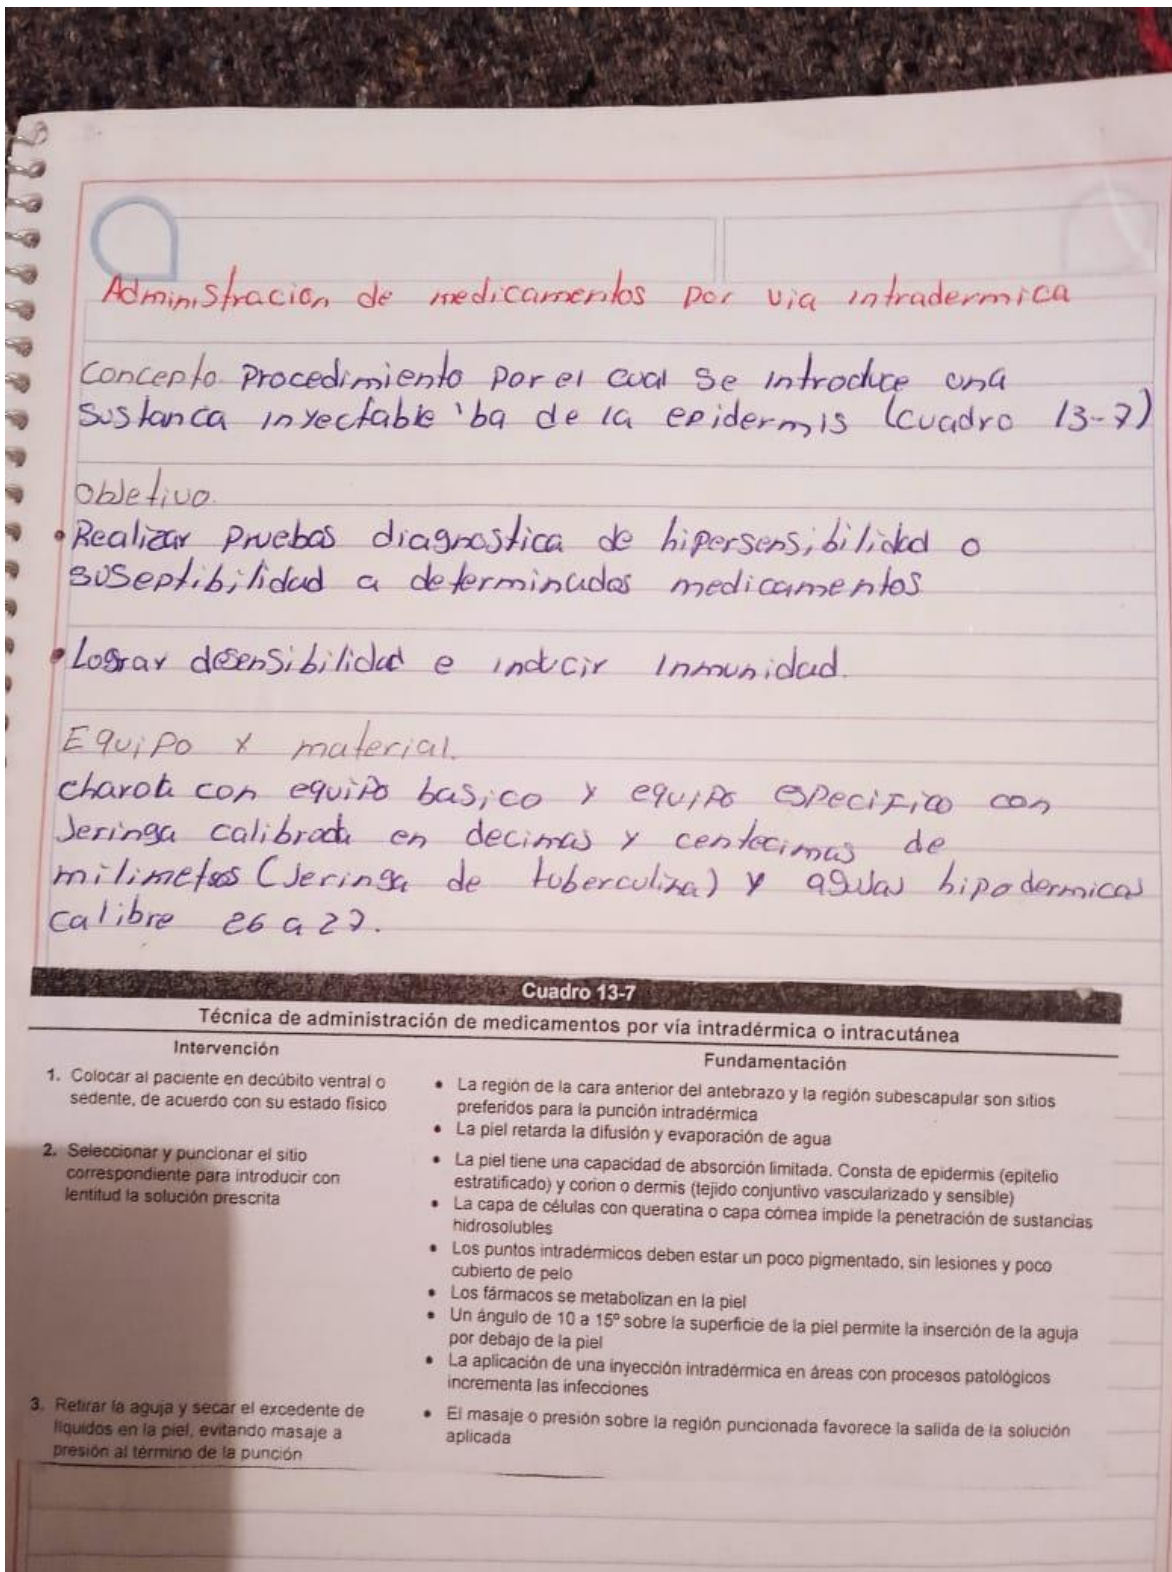 Administración de medicamentos por via intradermica
Concepto. Procedimiento por el cual se introduce una
sustanca inyectable 'ba de la epidermis (cuadro 13-7)
Objetivo.
• Realizar pruebas diagnostica de hipersensibilidad o
suseptibilidad a determinados medicamentos
• Lograr desensibilidad e inducir Inmunidad.
Equipo y material.
charola con equipo basico y equipo especifico con
Jeringa calibrada en decimas y centecimas de
milimetros (Jeringa de tuberculina) y agujas hipodermicas
calibre 26 a 27.
Cuadro 13-7
Técnica de administración de medicamentos por vía intradérmica o intracutánea
Intervención
Fundamentación
1. Colocar al paciente en decúbito ventral o
sedente, de acuerdo con su estado físico
• La región de la cara anterior del antebrazo y la región subescapular son sitios
preferidos para la punción intradérmica
• La piel retarda la difusión y evaporación de agua
2. Seleccionar y puncionar el sitio
correspondiente para introducir con
lentitud la solución prescrita
• La piel tiene una capacidad de absorción limitada. Consta de epidermis (epitelio
estratificado) y corion o dermis (tejido conjuntivo vascularizado y sensible)
• La capa de células con queratina o capa córnea impide la penetración de sustancias
hidrosolubles
• Los puntos intradérmicos deben estar un poco pigmentado, sin lesiones y poco
cubierto de pelo
• Los fármacos se metabolizan en la piel
• Un ángulo de 10 a 15º sobre la superficie de la piel permite la inserción de la aguja
por debajo de la piel
• La aplicación de una inyección intradérmica en áreas con procesos patológicos
incrementa las infecciones
3. Retirar la aguja y secar el excedente de
líquidos en la piel, evitando masaje a
presión al término de la punción
• El masaje o presión sobre la región puncionada favorece la salida de la solución
aplicada